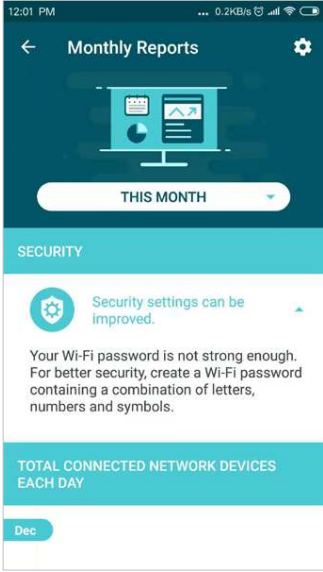 12:01 PM ... 0.2KB/s
Monthly Reports
THIS MONTH
SECURITY
Security settings can be
improved.
Your Wi-Fi password is not strong enough.
For better security, create a Wi-Fi password
containing a combination of letters,
numbers and symbols.
TOTAL CONNECTED NETWORK DEVICES
EACH DAY
Dec